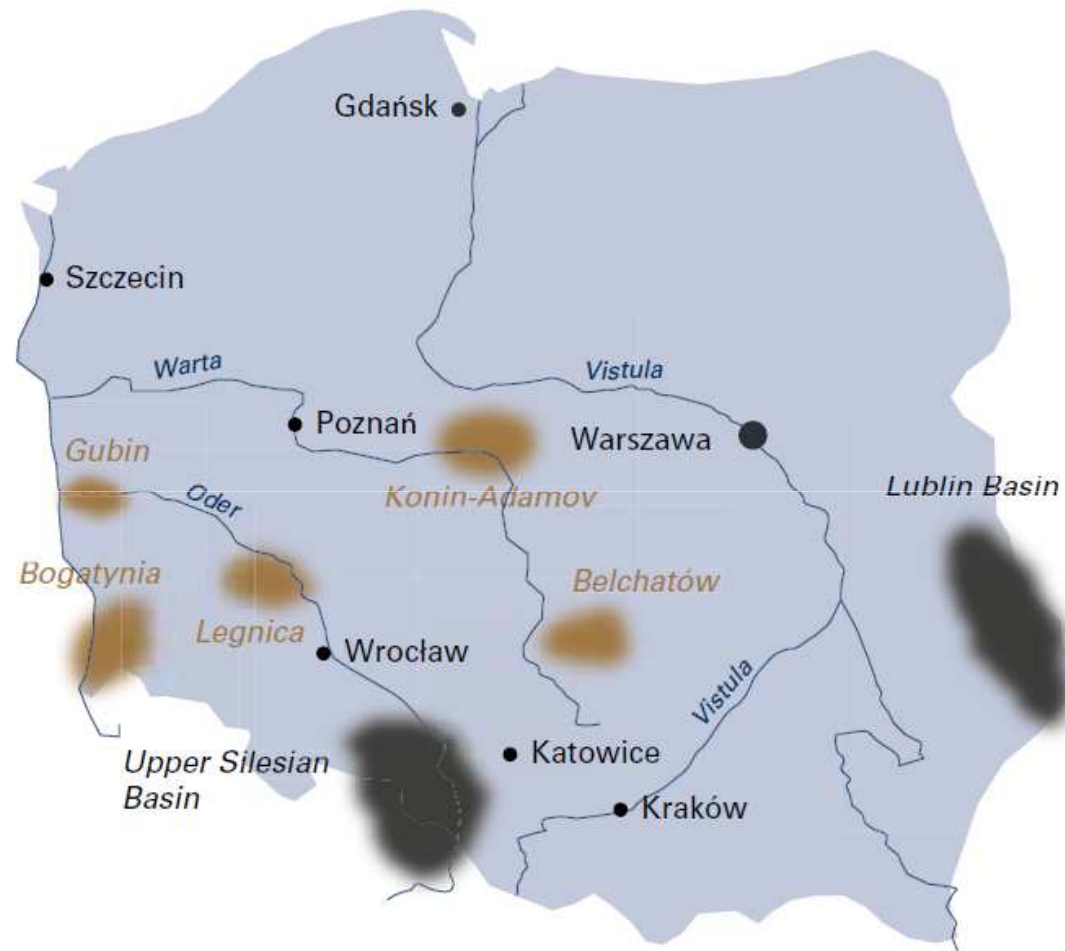 Gdańsk
Szczecin
Warta
Vistula
Poznań
Warszawa
Gubin
Konin-Adamov
Lublin Basin
Oder
Bogatynia
Belchatów
Legnica
Wrocław
Vistula
Upper Silesian
Basin
Katowice
Kraków